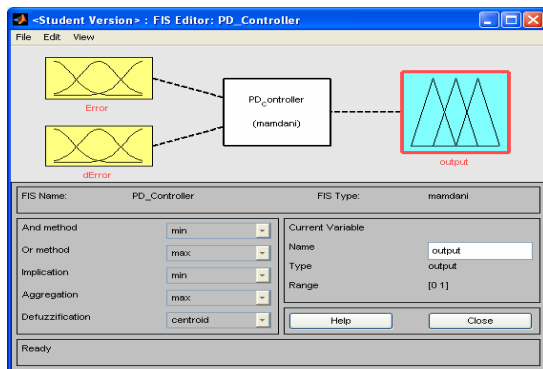 <Student Version> : FIS Editor: PD_Controller
File Edit View
Error
dError
PD_controller
(mamdani)
output
FIS Name: PD_Controller FIS Type: mamdani
And method min
Or method max
Implication min
Aggregation max
Defuzzification centroid
Current Variable
Name output
Type output
Range [0 1]
Help Close
Ready